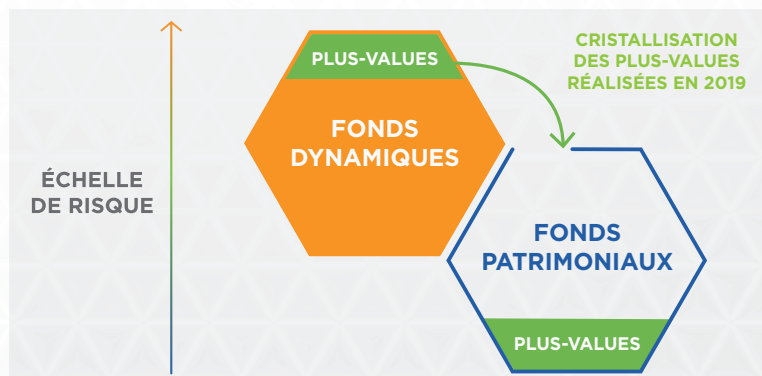 PLUS-VALUES
CRISTALLISATION
DES PLUS-VALUES
RÉALISÉES EN 2019
FONDS
DYNAMIQUES
ÉCHELLE
DE RISQUE
FONDS
PATRIMONIAUX
PLUS-VALUES